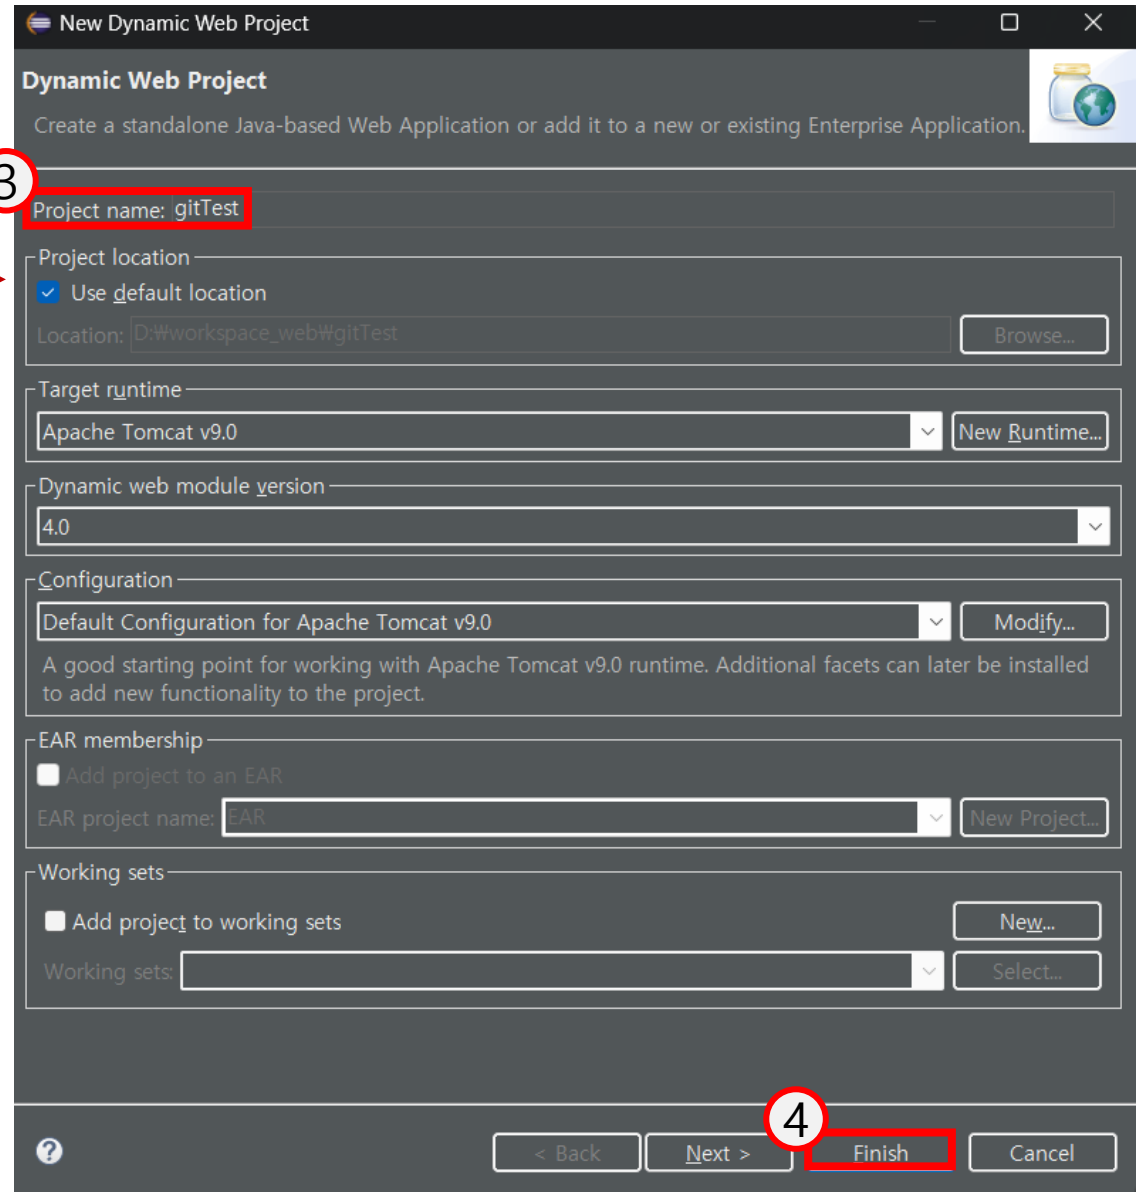 New Dynamic Web Project
Dynamic Web Project
Create a standalone Java-based Web Application or add it to a new or existing Enterprise Application.
3
Project name: gitTest
Project location
Use default location
Location: D:₩workspace_web₩gitTest Browse...
Target runtime
Apache Tomcat v9.0 New Runtime...
Dynamic web module version
4.0
Configuration
Default Configuration for Apache Tomcat v9.0 Modify...
A good starting point for working with Apache Tomcat v9.0 runtime. Additional facets can later be installed
to add new functionality to the project.
EAR membership
Add project to an EAR
EAR project name: EAR New Project...
Working sets
Add project to working sets New...
Working sets: Select...
4
? < Back Next > Finish Cancel